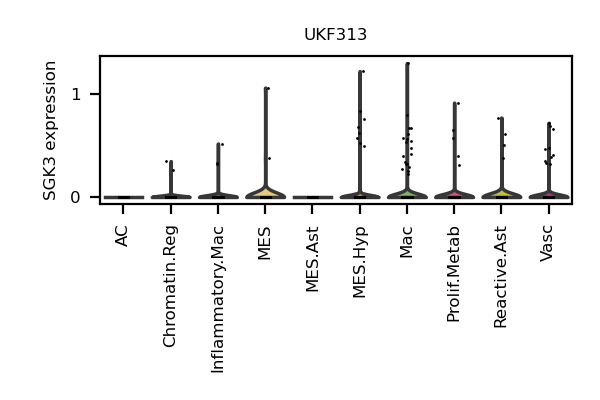 UKF313
SGK3 expression
1
0
AC
Chromatin.Reg
Inflammatory.Mac
MES
MES.Ast
MES.Hyp
Mac
Prolif.Metab
Reactive.Ast
Vasc